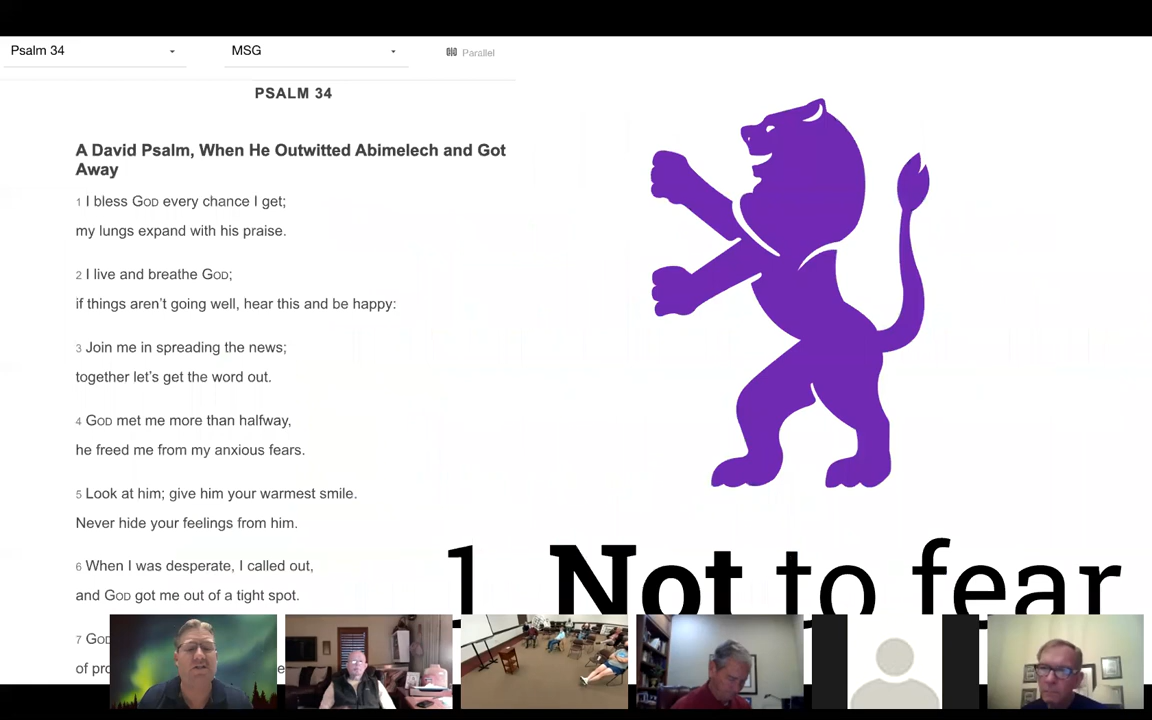 Psalm 34
MSG
Parallel
PSALM 34
A David Psalm, When He Outwitted Abimelech and Got
Away
1 I bless GOD every chance I get;
my lungs expand with his praise.
2 I live and breathe GOD;
if things aren't going well, hear this and be happy:
3 Join me in spreading the news;
together let's get the word out.
4 GOD met me more than halfway,
he freed me from my anxious fears.
5 Look at him; give him your warmest smile.
Never hide your feelings from him.
6 When I was desperate, I called out,
and GOD got me out of a tight spot.
7
of
1 Not to fear